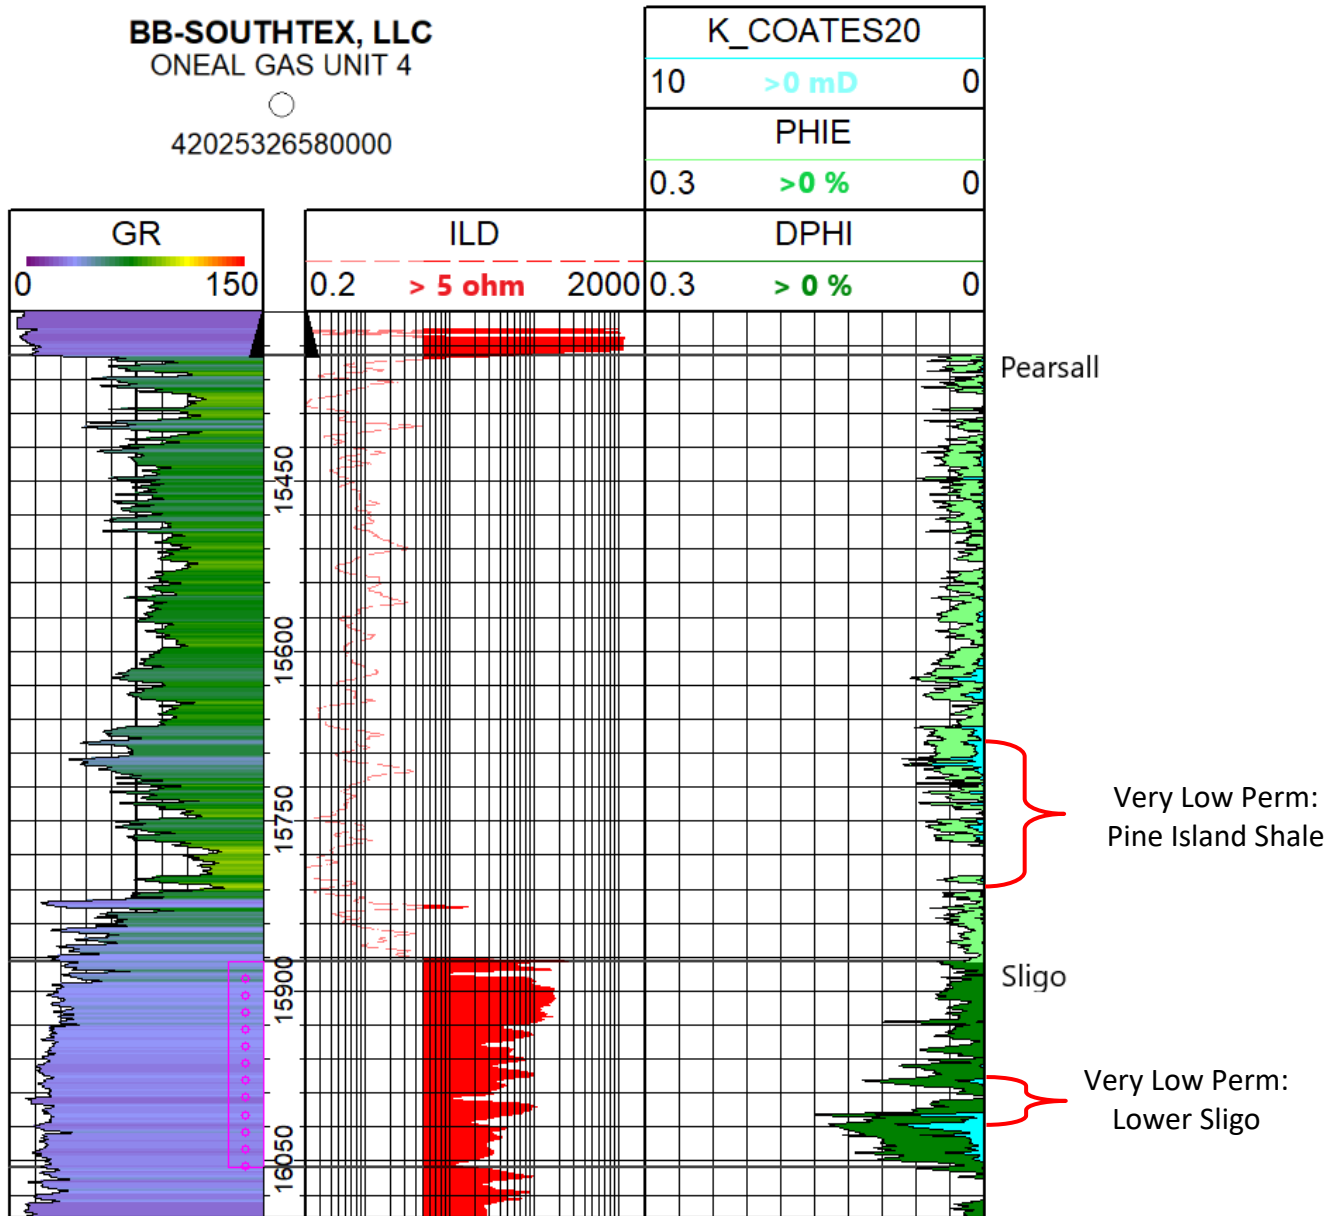 BB-SOUTHTEX, LLC
ONEAL GAS UNIT 4
42025326580000
K_COATES20
10 >0 mD 0
PHIE
0.3 >0 % 0
GR
0 150
ILD
0.2 > 5 ohm 2000
DPHI
0.3 > 0 % 0
Pearsall
15450
15600
15750
Very Low Perm:
Pine Island Shale
15900
Sligo
Very Low Perm:
Lower Sligo
16050